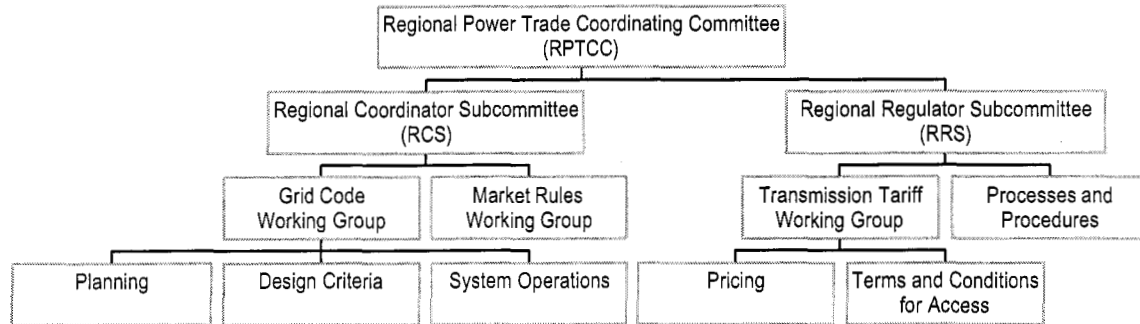 Regional Power Trade Coordinating Committee
(RPTCC)
Regional Coordinator Subcommittee
(RCS)
Regional Regulator Subcommittee
(RRS)
Grid Code
Working Group
Market Rules
Working Group
Transmission Tariff
Working Group
Processes and
Procedures
Planning
Design Criteria
System Operations
Pricing
Terms and Conditions
for Access